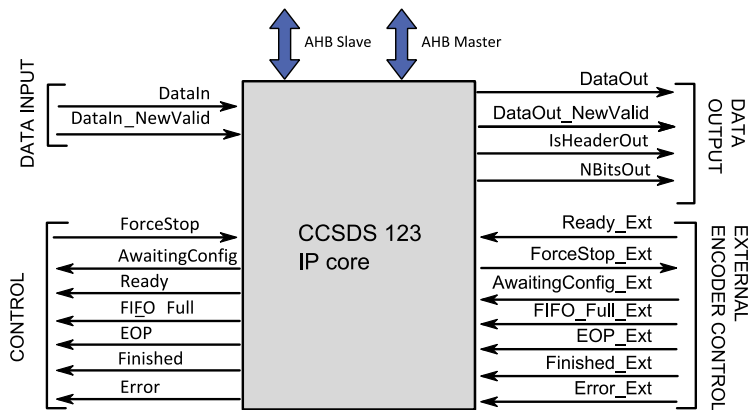 AHB Slave
AHB Master
DATA INPUT
DataIn
DataIn_NewValid
DataOut
DataOut_NewValid
IsHeaderOut
NBitsOut
DATA
OUTPUT
CONTROL
ForceStop
AwaitingConfig
Ready
FIFO_Full
EOP
Finished
Error
CCSDS 123
IP core
Ready_Ext
ForceStop_Ext
AwaitingConfig_Ext
FIFO_Full_Ext
EOP_Ext
Finished_Ext
Error_Ext
EXTERNAL
ENCODER CONTROL